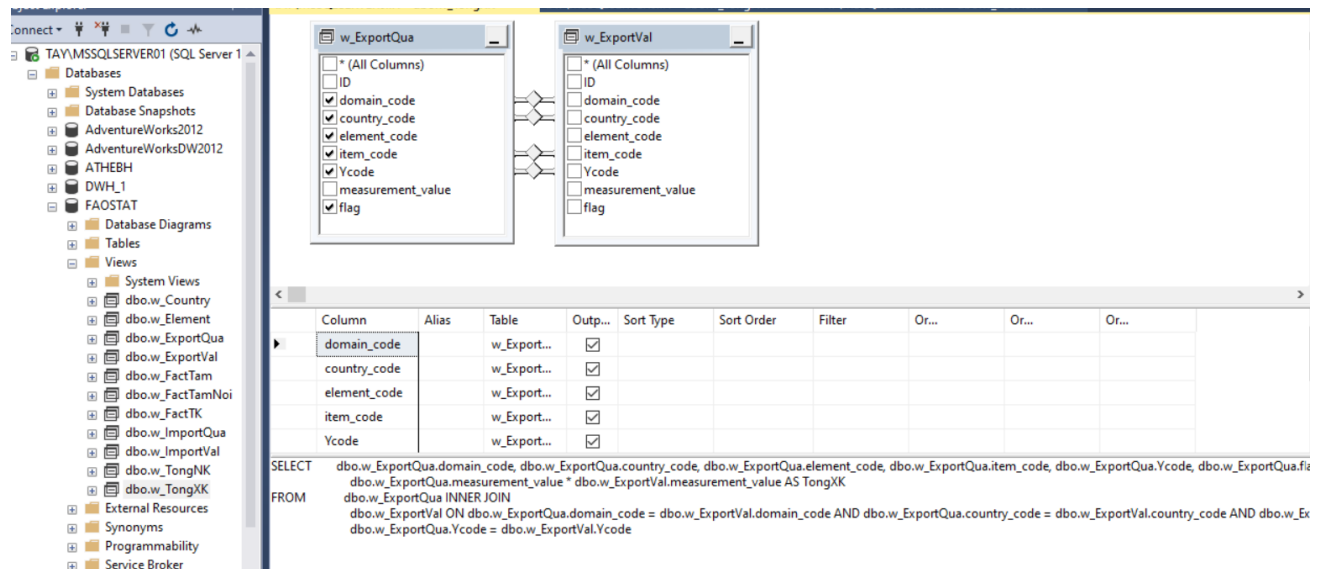 Connect
TAY\MSSQLSERVER01 (SQL Server 1
Databases
System Databases
Database Snapshots
AdventureWorks2012
AdventureWorksDW2012
ATHEBH
DWH_1
FAOSTAT
Database Diagrams
Tables
Views
System Views
dbo.w_Country
dbo.w_Element
dbo.w_ExportQua
dbo.w_ExportVal
dbo.w_FactTam
dbo.w_FactTamNoi
dbo.w_FactTK
dbo.w_ImportQua
dbo.w_ImportVal
dbo.w_TongNK
dbo.w_TongXK
External Resources
Synonyms
Programmability
Service Broker
w_ExportQua
* (All Columns)
ID
domain_code
country_code
element_code
item_code
Ycode
measurement_value
flag
w_ExportVal
* (All Columns)
ID
domain_code
country_code
element_code
item_code
Ycode
measurement_value
flag
Column Alias Table Outp... Sort Type Sort Order Filter Or... Or... Or...
domain_code w_Export...
country_code w_Export...
element_code w_Export...
item_code w_Export...
Ycode w_Export...
SELECT dbo.w_ExportQua.domain_code, dbo.w_ExportQua.country_code, dbo.w_ExportQua.element_code, dbo.w_ExportQua.item_code, dbo.w_ExportQua.Ycode, dbo.w_ExportQua.fla
dbo.w_ExportQua.measurement_value * dbo.w_ExportVal.measurement_value AS TongXK
FROM dbo.w_ExportQua INNER JOIN
dbo.w_ExportVal ON dbo.w_ExportQua.domain_code = dbo.w_ExportVal.domain_code AND dbo.w_ExportQua.country_code = dbo.w_ExportVal.country_code AND dbo.w_Ex
dbo.w_ExportQua.Ycode = dbo.w_ExportVal.Ycode